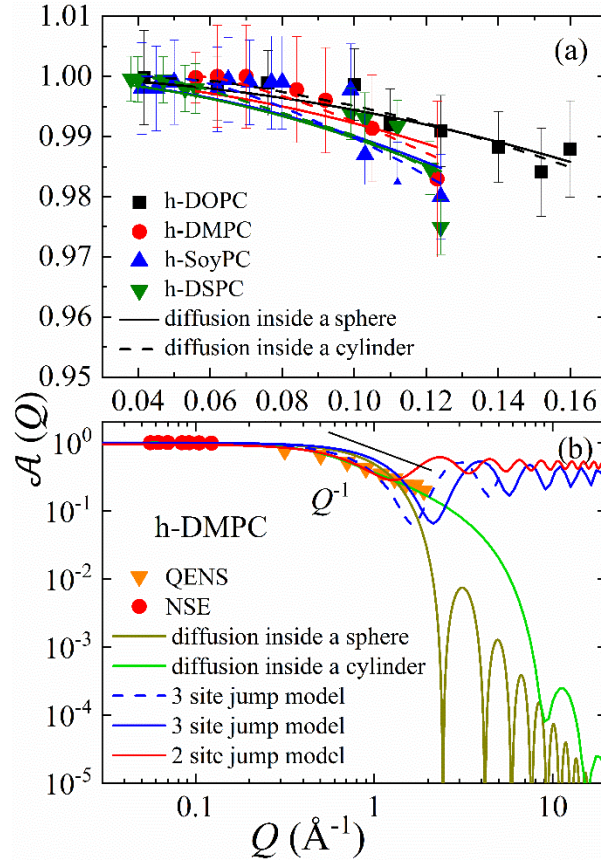 1.01
(a)
1.00
0.99
0.98
0.97
0.96
0.95
h-DOPC
h-DMPC
h-SoyPC
h-DSPC
diffusion inside a sphere
diffusion inside a cylinder
0.04 0.06 0.08 0.10 0.12 0.14 0.16
𝒜 (Q)
(b)
10⁰
10⁻¹
10⁻²
10⁻³
10⁻⁴
10⁻⁵
Q⁻¹
h-DMPC
QENS
NSE
diffusion inside a sphere
diffusion inside a cylinder
3 site jump model
3 site jump model
2 site jump model
0.1 1 10
Q (Å⁻¹)